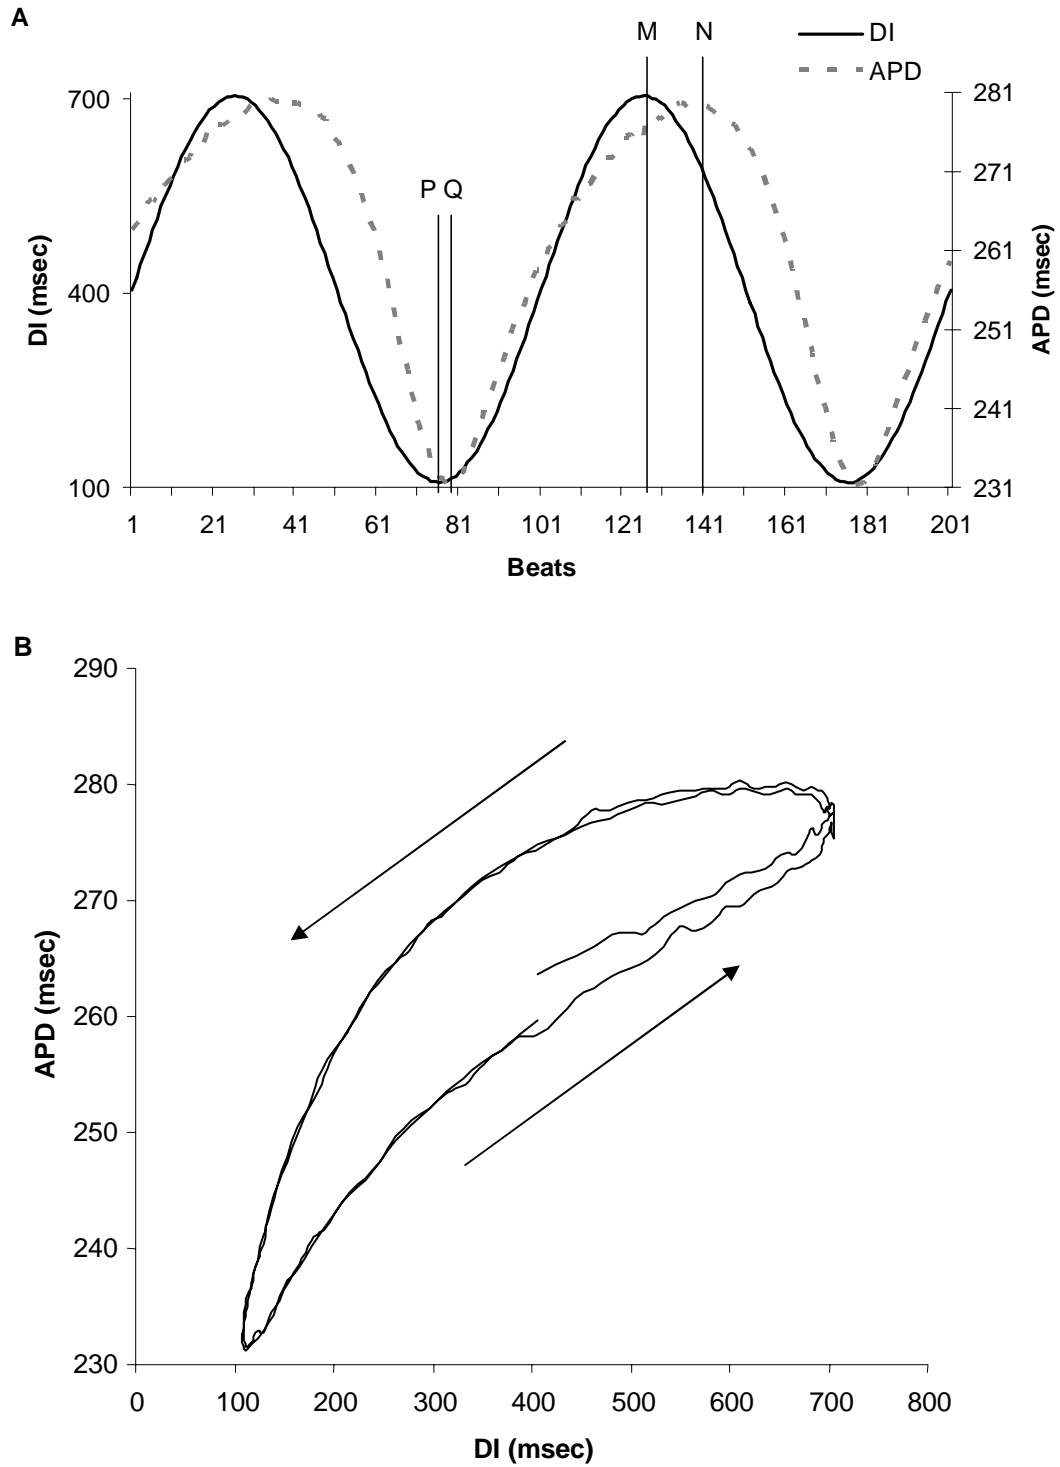 A
M N
DI
APD
700
281
271
P Q
261
DI (msec)
400
APD (msec)
251
241
100
231
1 21 41 61 81 101 121 141 161 181 201
Beats
B
290
280
270
APD (msec)
260
250
240
230
0 100 200 300 400 500 600 700 800
DI (msec)